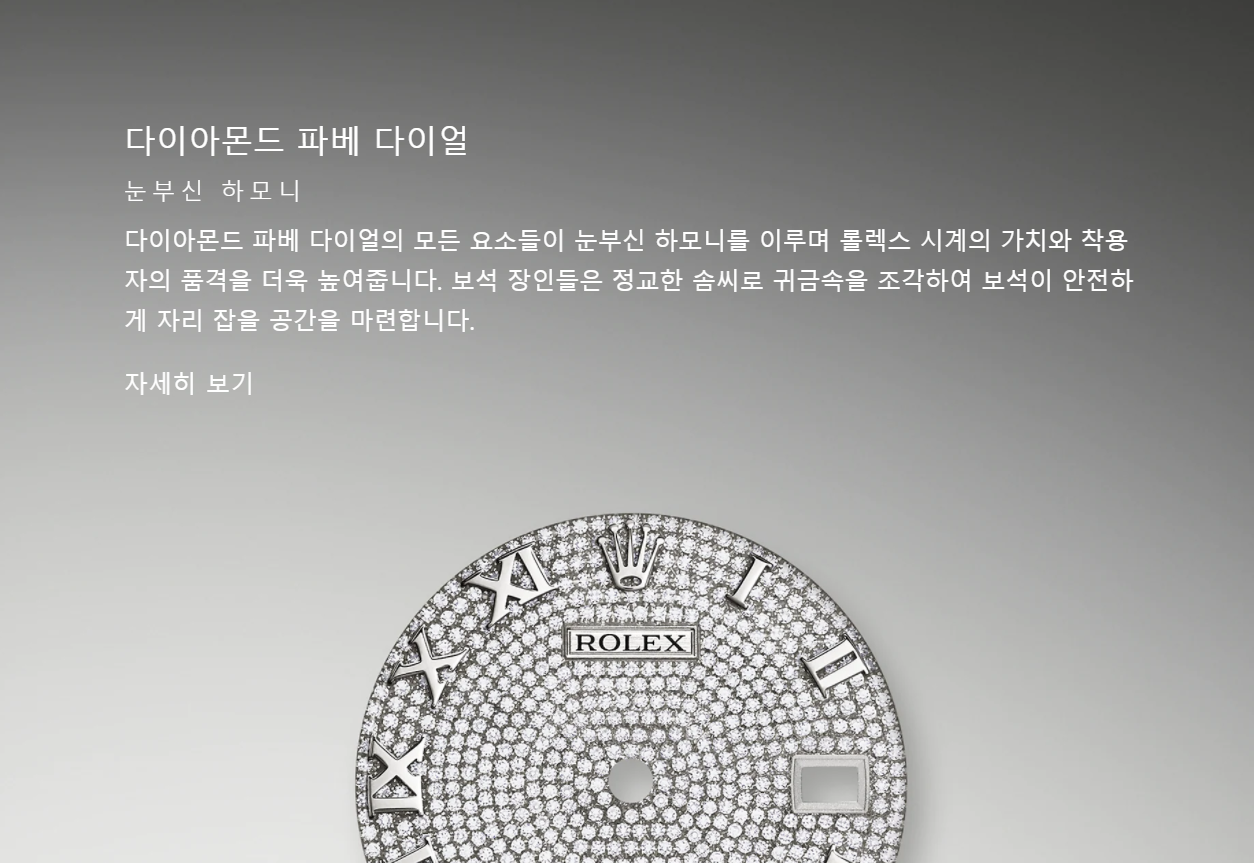 다이아몬드 파베 다이얼
눈부신 하모니
다이아몬드 파베 다이얼의 모든 요소들이 눈부신 하모니를 이루며 롤렉스 시계의 가치와 착용
자의 품격을 더욱 높여줍니다. 보석 장인들은 정교한 솜씨로 귀금속을 조각하여 보석이 안전하
게 자리 잡을 공간을 마련합니다.
자세히 보기
XI
I
ROLEX
X
II
IX